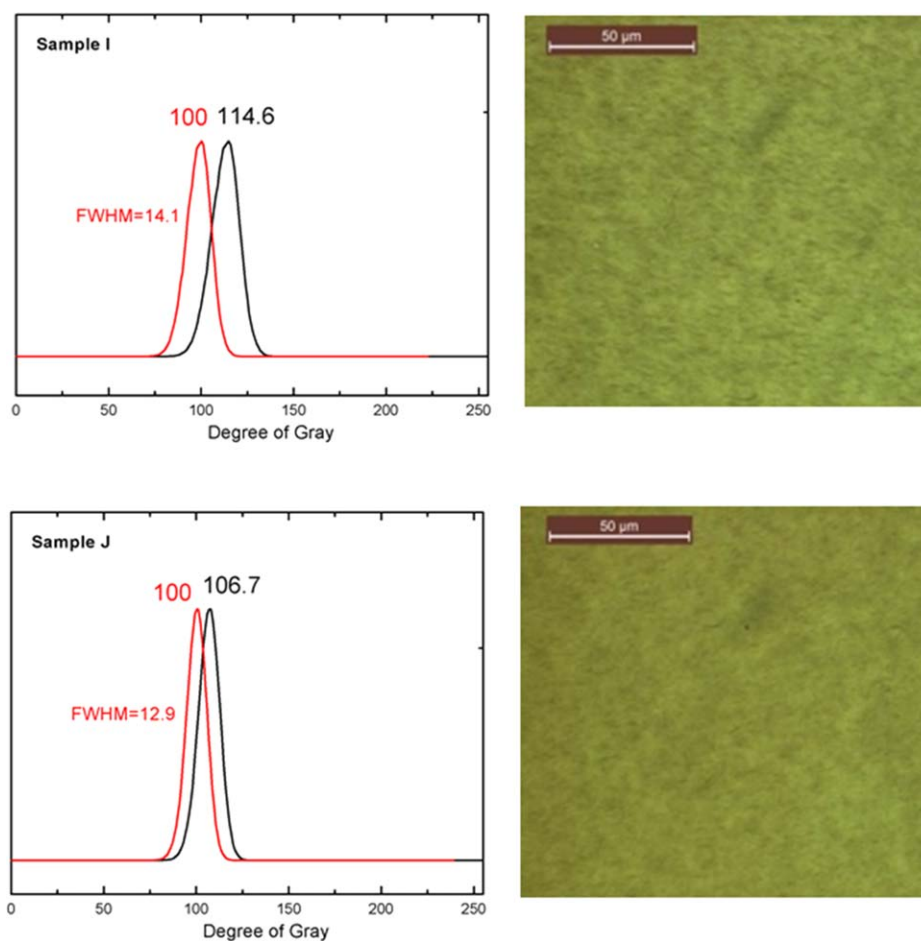 Sample I
100 114.6
FWHM=14.1
0 50 100 150 200 250
Degree of Gray
50 µm
Sample J
100 106.7
FWHM=12.9
0 50 100 150 200 250
Degree of Gray
50 µm